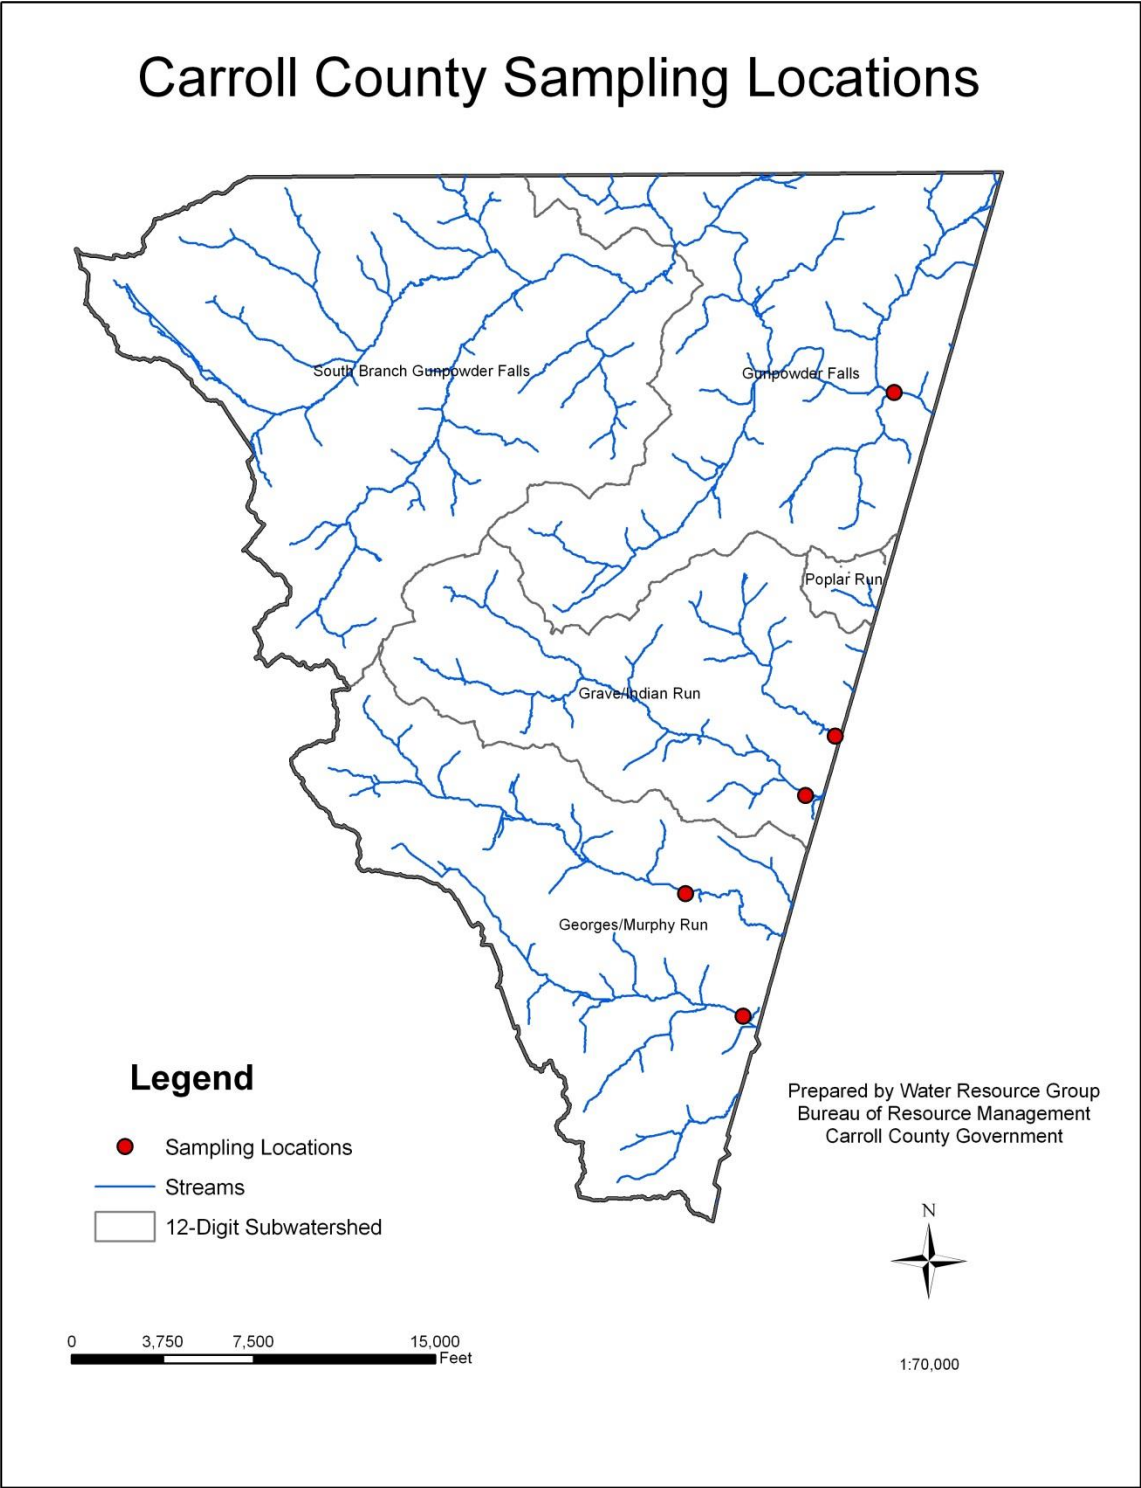 Carroll County Sampling Locations
South Branch Gunpowder Falls
Gunpowder Falls
Poplar Run
Grave/Indian Run
Georges/Murphy Run
Legend
Sampling Locations
Streams
12-Digit Subwatershed
Prepared by Water Resource Group
Bureau of Resource Management
Carroll County Government
N
0 3,750 7,500 15,000
Feet
1:70,000